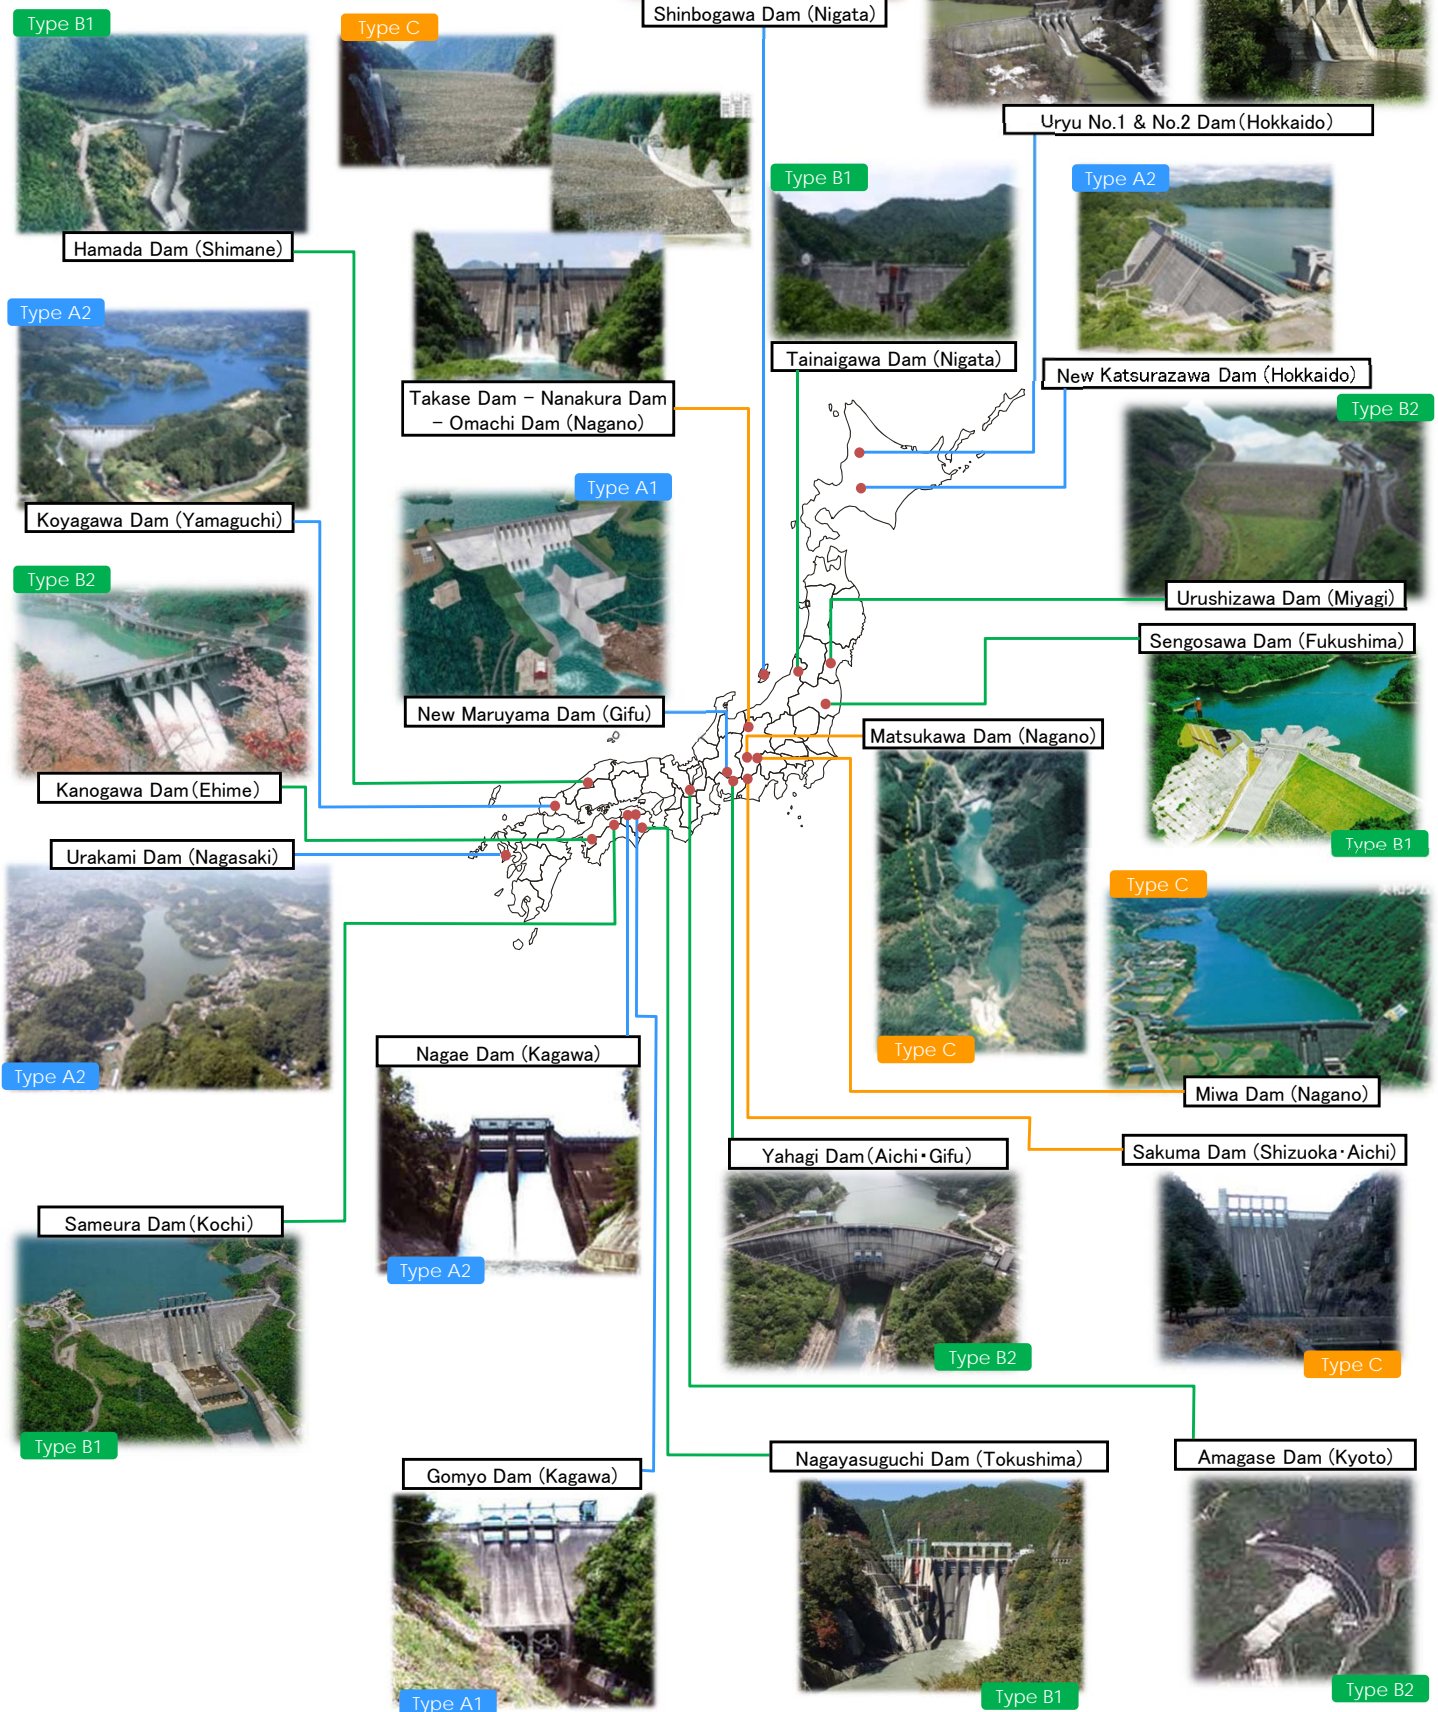 Shinbogawa Dam (Nigata)
Type B1
Type C
Uryu No.1 & No.2 Dam(Hokkaido)
Type B1
Type A2
Hamada Dam (Shimane)
Type A2
Tainaigawa Dam (Nigata)
New Katsurazawa Dam (Hokkaido)
Takase Dam – Nanakura Dam
– Omachi Dam (Nagano)
Type B2
Type A1
Koyagawa Dam (Yamaguchi)
Type B2
Urushizawa Dam (Miyagi)
Sengosawa Dam (Fukushima)
New Maruyama Dam (Gifu)
Matsukawa Dam (Nagano)
Kanogawa Dam(Ehime)
Type B1
Urakami Dam (Nagasaki)
Type C
Type C
Nagae Dam (Kagawa)
Type A2
Miwa Dam (Nagano)
Yahagi Dam(Aichi・Gifu)
Sakuma Dam (Shizuoka・Aichi)
Sameura Dam(Kochi)
Type A2
Type B2
Type C
Type B1
Nagayasuguchi Dam (Tokushima)
Amagase Dam (Kyoto)
Gomyo Dam (Kagawa)
Type B2
Type B1
Type A1